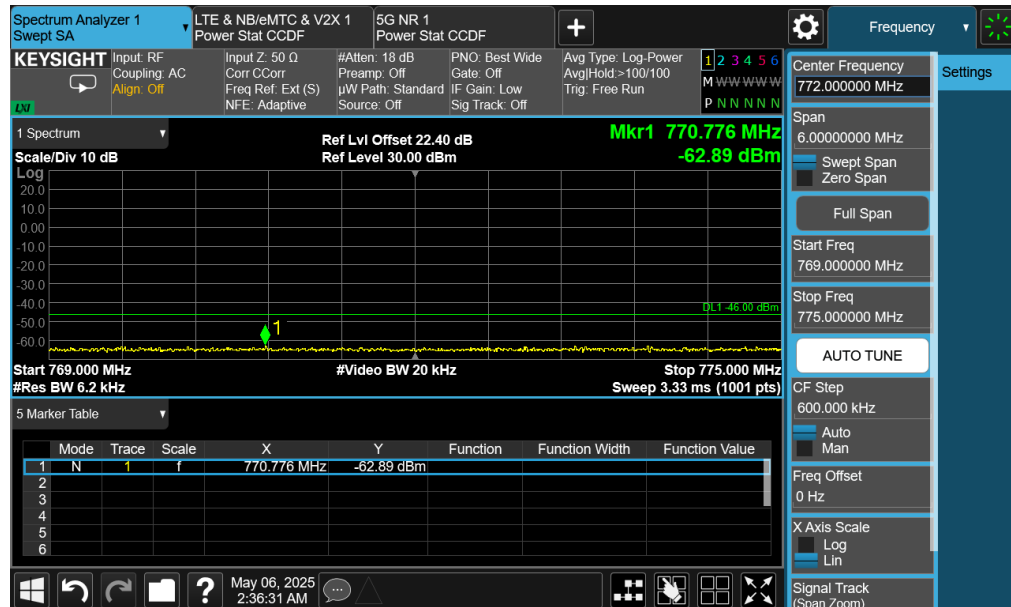 Spectrum Analyzer 1
Swept SA
LTE & NB/eMTC & V2X 1
Power Stat CCDF
5G NR 1
Power Stat CCDF
Frequency
KEYSIGHT
LXI
Input: RF
Coupling: AC
Align: Off
Input Z: 50 Ω
Corr CCorr
Freq Ref: Ext (S)
NFE: Adaptive
#Atten: 18 dB
Preamp: Off
µW Path: Standard
Source: Off
PNO: Best Wide
Gate: Off
IF Gain: Low
Sig Track: Off
Avg Type: Log-Power
Avg|Hold:>100/100
Trig: Free Run
1 2 3 4 5 6
M W W W W W
P N N N N N
1 Spectrum
Scale/Div 10 dB
Ref Lvl Offset 22.40 dB
Ref Level 30.00 dBm
Mkr1 770.776 MHz
-62.89 dBm
Log
20.0
10.0
0.00
-10.0
-20.0
-30.0
-40.0
-50.0
-60.0
DL1 -46.00 dBm
1
Start 769.000 MHz
#Video BW 20 kHz
Stop 775.000 MHz
#Res BW 6.2 kHz
Sweep 3.33 ms (1001 pts)
5 Marker Table
Mode Trace Scale X Y Function Function Width Function Value
1 N 1 f 770.776 MHz -62.89 dBm
2
3
4
5
6
?
May 06, 2025
2:36:31 AM
Center Frequency
772.000000 MHz
Span
6.00000000 MHz
Swept Span
Zero Span
Full Span
Start Freq
769.000000 MHz
Stop Freq
775.000000 MHz
AUTO TUNE
CF Step
600.000 kHz
Auto
Man
Freq Offset
0 Hz
X Axis Scale
Log
Lin
Signal Track
(Span Zoom)
Settings